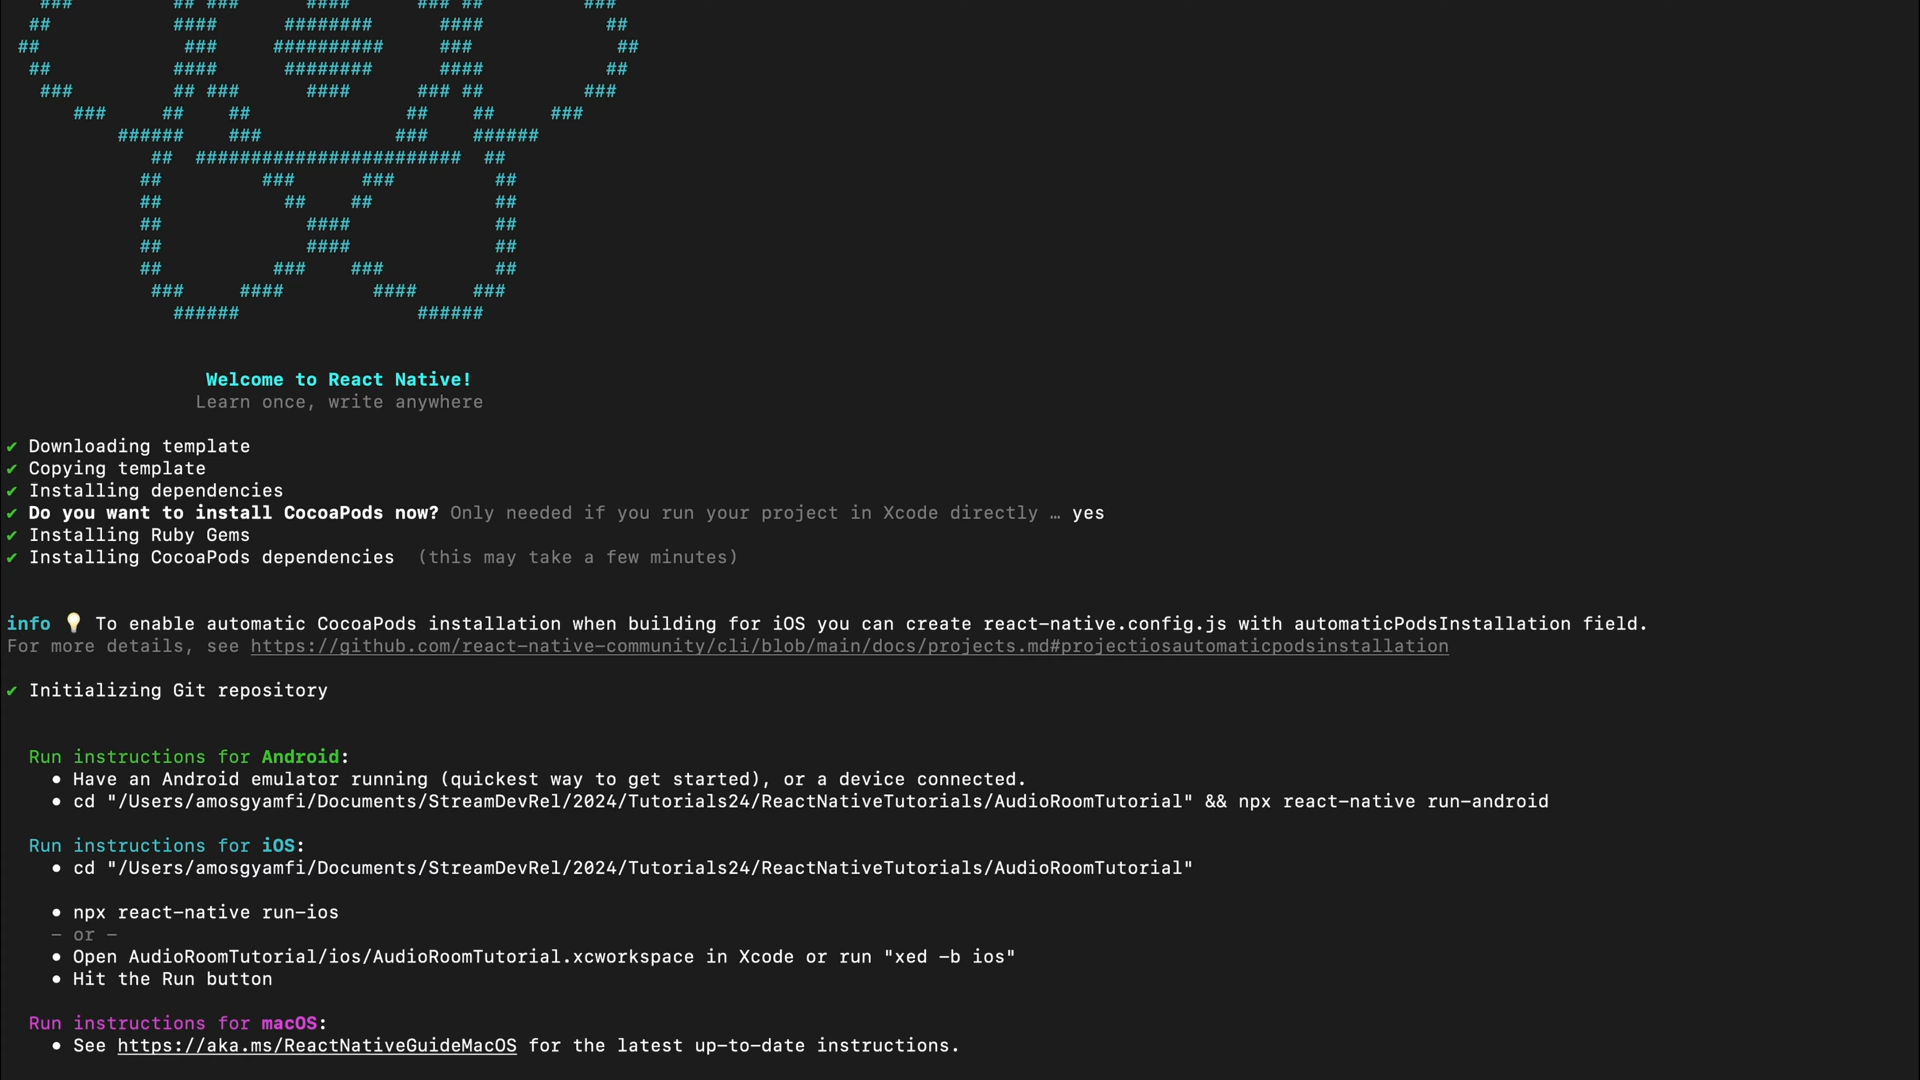 Welcome to React Native!
Learn once, write anywhere
✔ Downloading template
✔ Copying template
✔ Installing dependencies
✔ Do you want to install CocoaPods now? Only needed if you run your project in Xcode directly … yes
✔ Installing Ruby Gems
✔ Installing CocoaPods dependencies (this may take a few minutes)
info 💡 To enable automatic CocoaPods installation when building for iOS you can create react-native.config.js with automaticPodsInstallation field.
For more details, see https://github.com/react-native-community/cli/blob/main/docs/projects.md#projectiosautomaticpodsinstallation
✔ Initializing Git repository
Run instructions for Android:
• Have an Android emulator running (quickest way to get started), or a device connected.
• cd "/Users/amosgyamfi/Documents/StreamDevRel/2024/Tutorials24/ReactNativeTutorials/AudioRoomTutorial" && npx react-native run-android
Run instructions for iOS:
• cd "/Users/amosgyamfi/Documents/StreamDevRel/2024/Tutorials24/ReactNativeTutorials/AudioRoomTutorial"
• npx react-native run-ios
– or –
• Open AudioRoomTutorial/ios/AudioRoomTutorial.xcworkspace in Xcode or run "xed -b ios"
• Hit the Run button
Run instructions for macOS:
• See https://aka.ms/ReactNativeGuideMacOS for the latest up-to-date instructions.